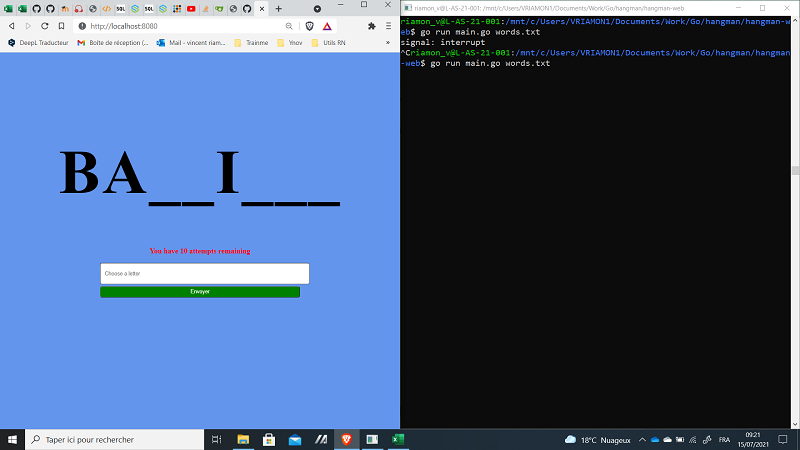 http://localhost:8080
DeepL Traducteur
Boîte de réception (...
Mail - vincent riam...
Trainme
Ynov
Utils RN
»
BA__I___
You have 10 attempts remaining
Choose a letter
Envoyer
riamon_v@L-AS-21-001: /mnt/c/Users/VRIAMON1/Documents/Work/Go/hangman/hangman-web
riamon_v@L-AS-21-001:/mnt/c/Users/VRIAMON1/Documents/Work/Go/hangman/hangman-w
eb$ go run main.go words.txt
signal: interrupt
^Criamon_v@L-AS-21-001:/mnt/c/Users/VRIAMON1/Documents/Work/Go/hangman/hangman
-web$ go run main.go words.txt
Taper ici pour rechercher
18°C Nuageux
FRA
09:21
15/07/2021